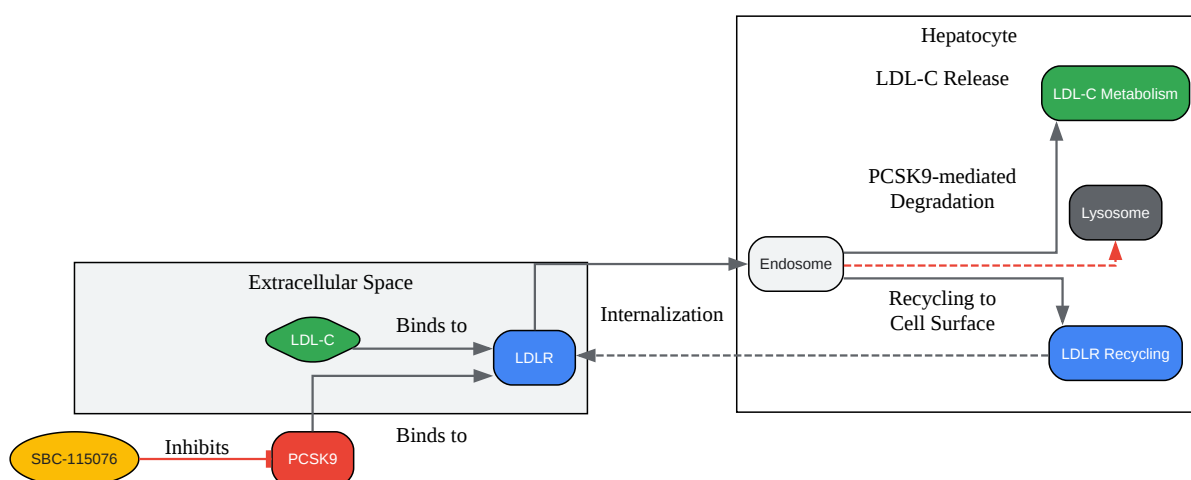 Hepatocyte
LDL-C Release
LDL-C Metabolism
PCSK9-mediated
Degradation
Lysosome
Endosome
Extracellular Space
Recycling to
Cell Surface
Internalization
Binds to
LDL-C
LDLR
LDLR Recycling
Binds to
Inhibits
SBC-115076
PCSK9